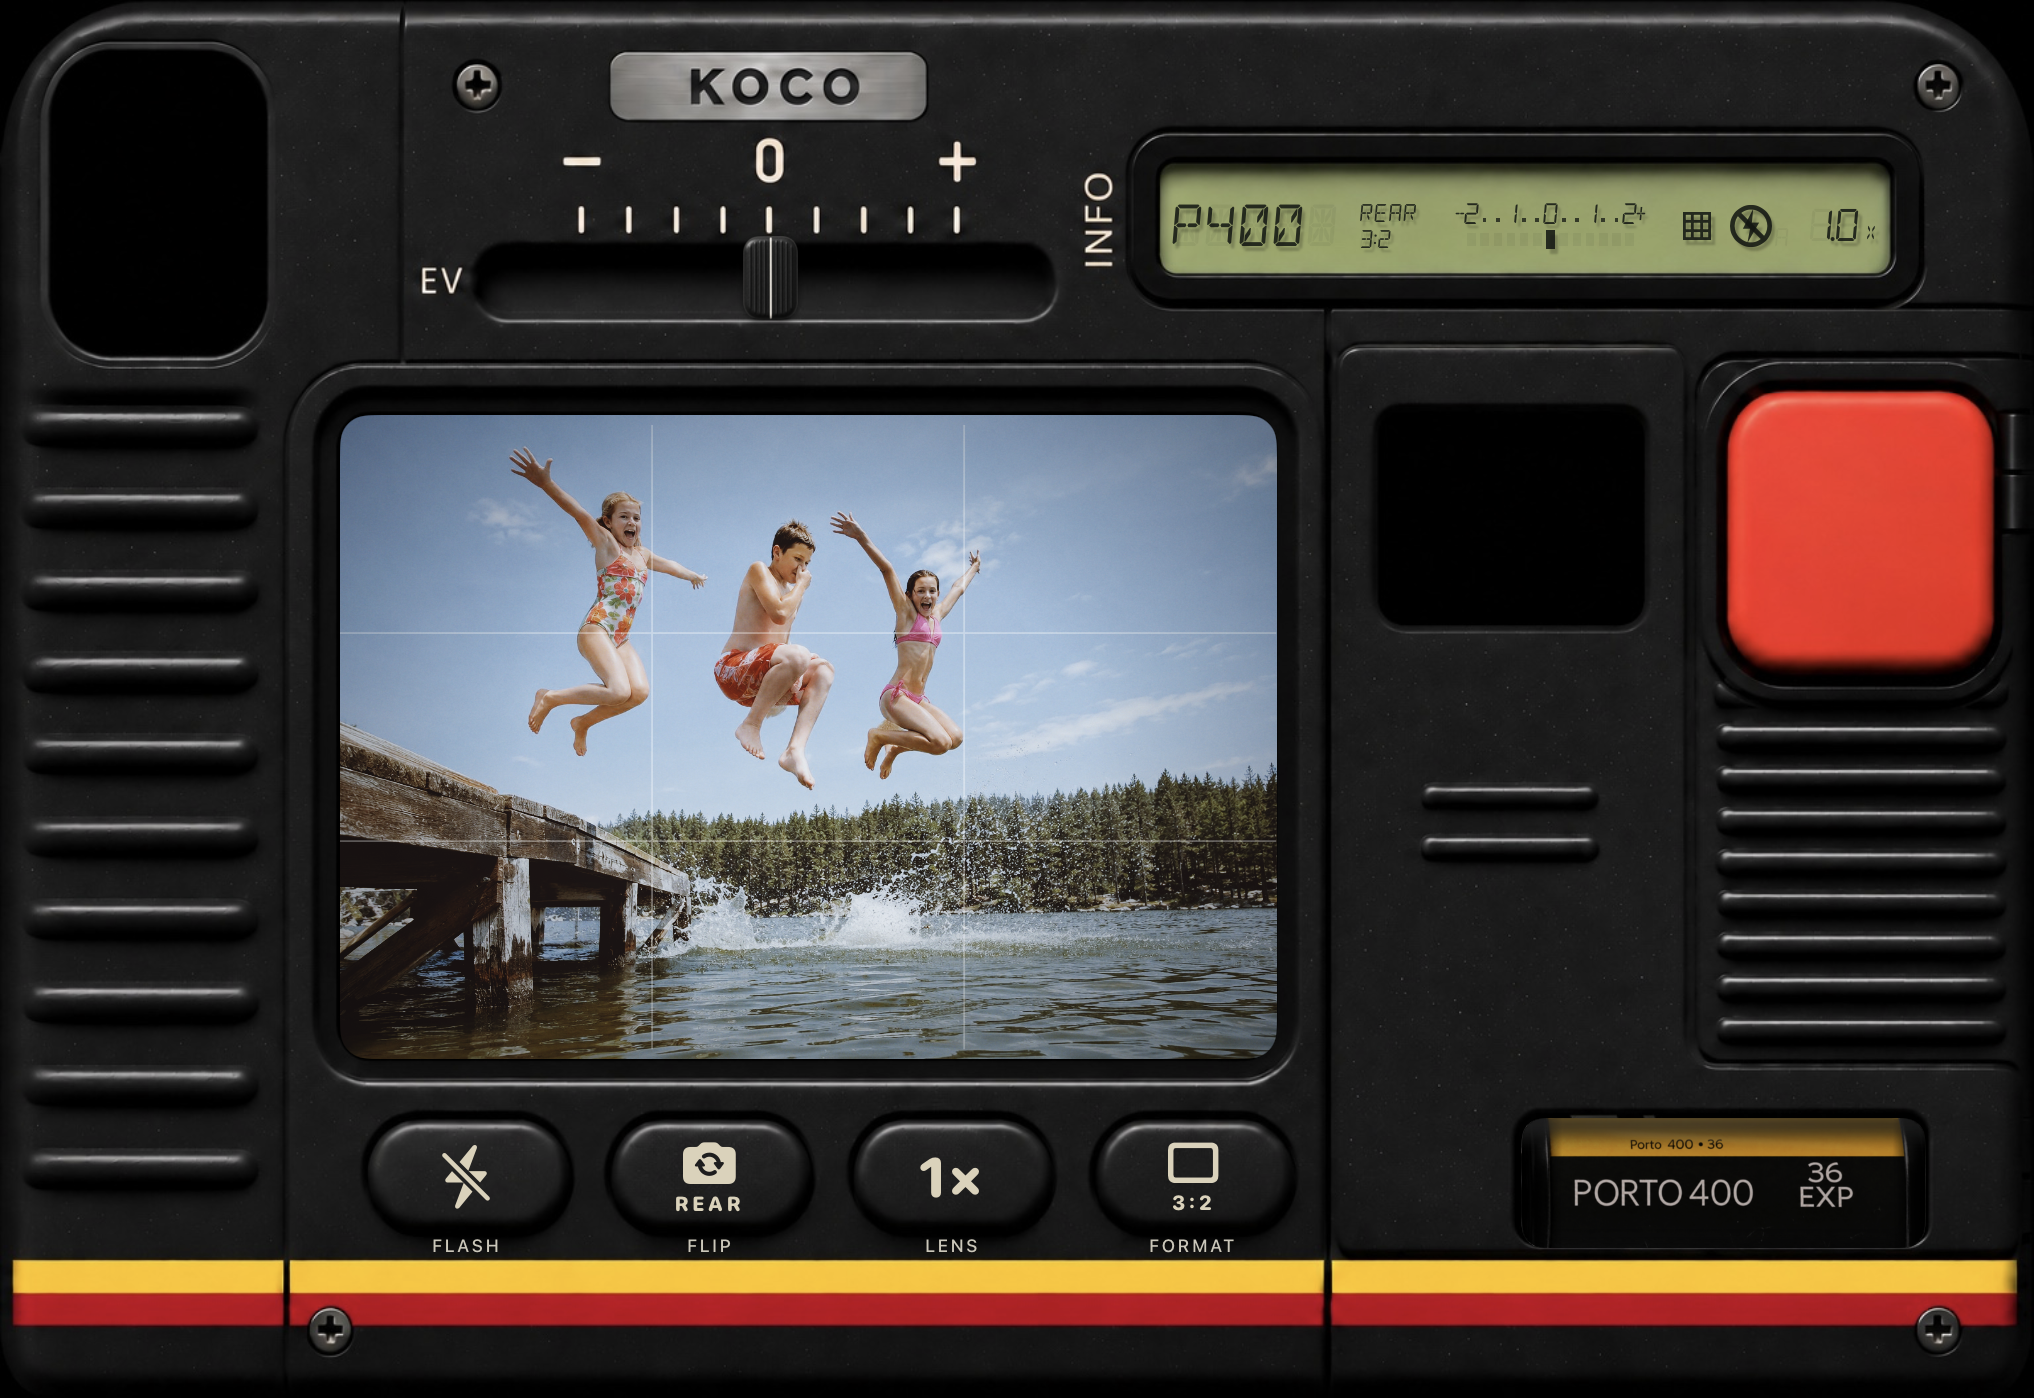 KOCO
− 0 +
EV
INFO
P400
REAR
3:2
-2..1..0..1..2+
1.0x
REAR
1x
3:2
FLASH
FLIP
LENS
FORMAT
Porto 400 • 36
PORTO 400
36
EXP